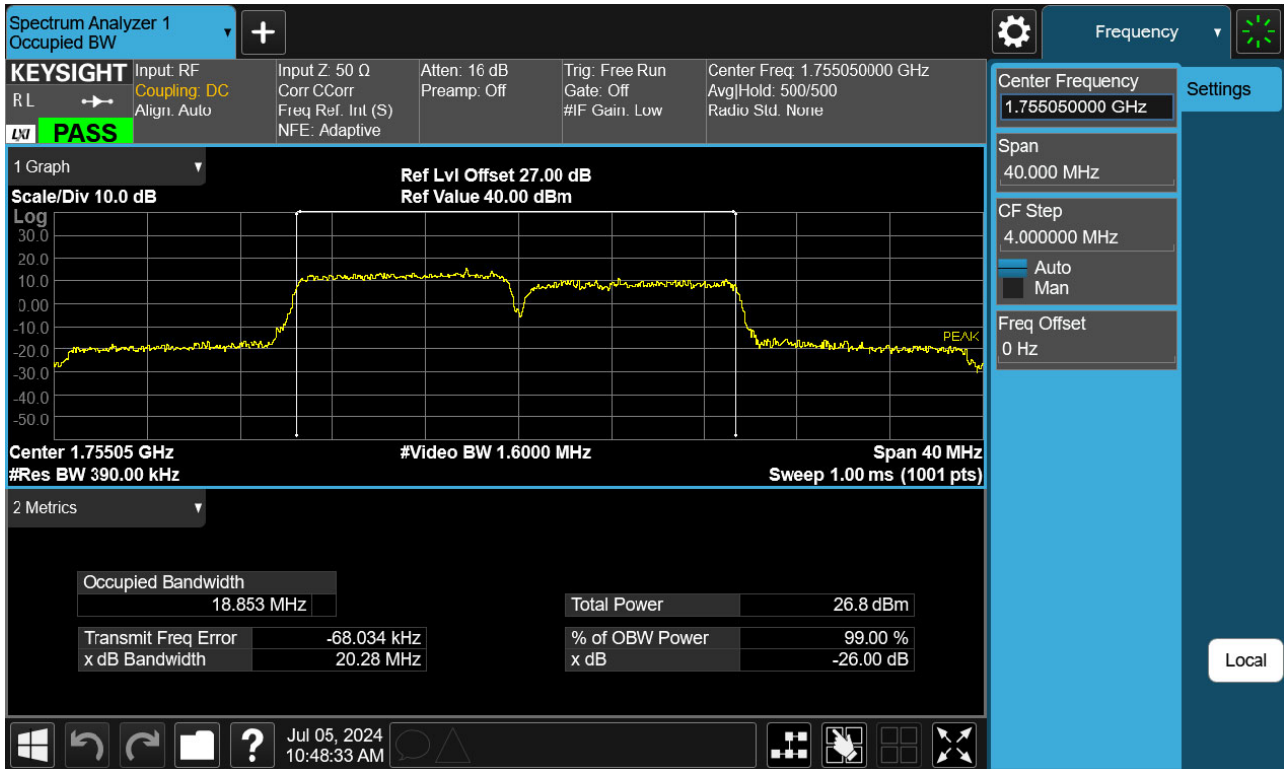 Spectrum Analyzer 1
Occupied BW
Frequency
KEYSIGHT
R L
LXI
PASS
Input: RF
Coupling: DC
Align: Auto
Input Z: 50 Ω
Corr CCorr
Freq Ref: Int (S)
NFE: Adaptive
Atten: 16 dB
Preamp: Off
Trig: Free Run
Gate: Off
#IF Gain: Low
Center Freq: 1.755050000 GHz
Avg|Hold: 500/500
Radio Std: None
1 Graph
Scale/Div 10.0 dB
Ref Lvl Offset 27.00 dB
Ref Value 40.00 dBm
Log
30.0
20.0
10.0
0.00
-10.0
-20.0
-30.0
-40.0
-50.0
PEAK
Center 1.75505 GHz
#Video BW 1.6000 MHz
Span 40 MHz
#Res BW 390.00 kHz
Sweep 1.00 ms (1001 pts)
2 Metrics
Occupied Bandwidth
18.853 MHz
Total Power 26.8 dBm
Transmit Freq Error -68.034 kHz
% of OBW Power 99.00 %
x dB Bandwidth 20.28 MHz
x dB -26.00 dB
Center Frequency
1.755050000 GHz
Settings
Span
40.000 MHz
CF Step
4.000000 MHz
Auto
Man
Freq Offset
0 Hz
Local
?
Jul 05, 2024
10:48:33 AM